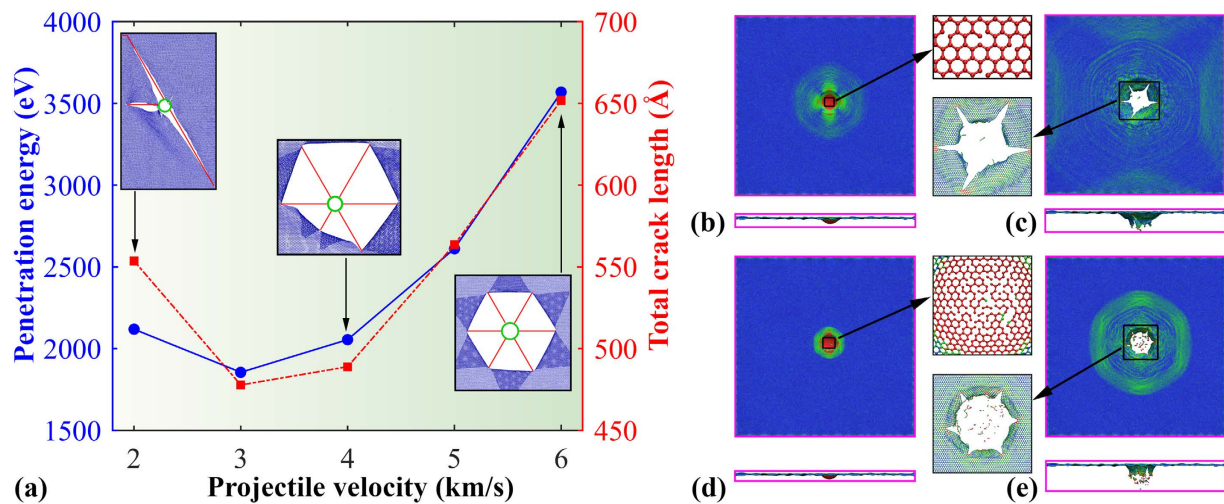 4000
3500
3000
2500
2000
1500
Penetration energy (eV)
700
650
600
550
500
450
Total crack length (Å)
2 3 4 5 6
Projectile velocity (km/s)
(a)
(b)
(c)
(d)
(e)